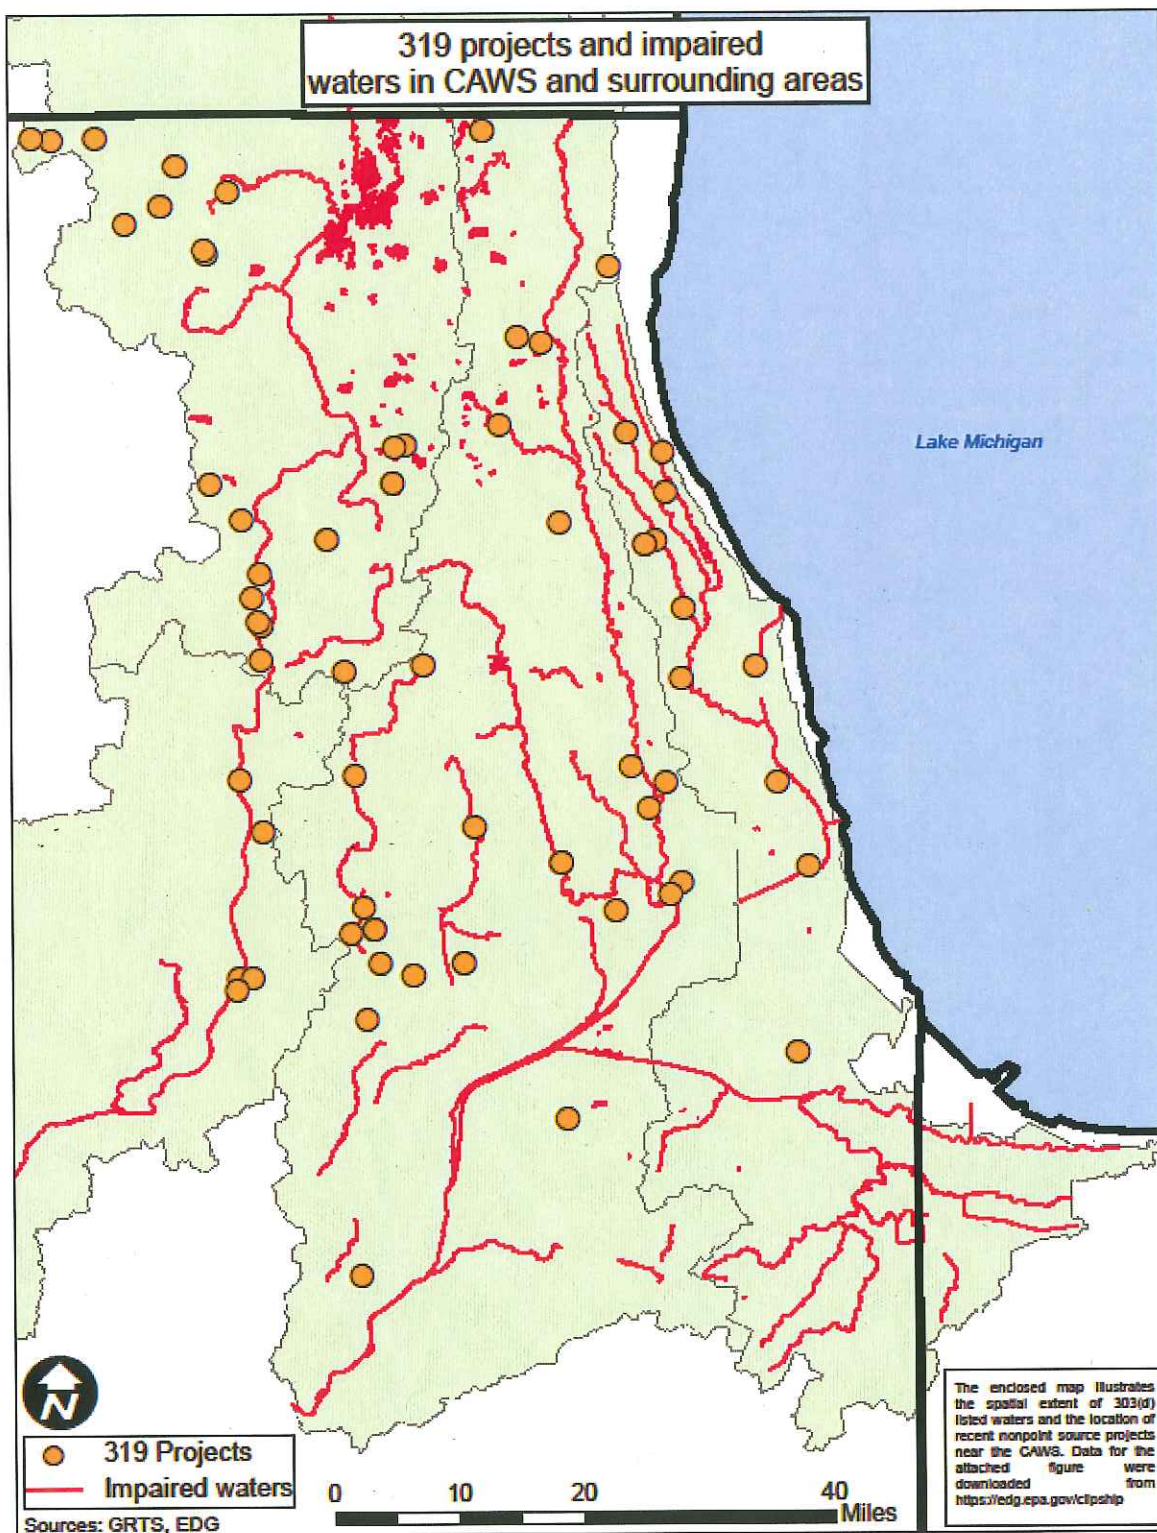 319 projects and impaired
waters in CAWS and surrounding areas
Lake Michigan
N
319 Projects
Impaired waters
Sources: GRTS, EDG
0 10 20 40
Miles
The enclosed map illustrates
the spatial extent of 303(d)
listed waters and the location of
recent nonpoint source projects
near the CAWS. Data for the
attached figure were
downloaded from
https://edg.epa.gov/clipship